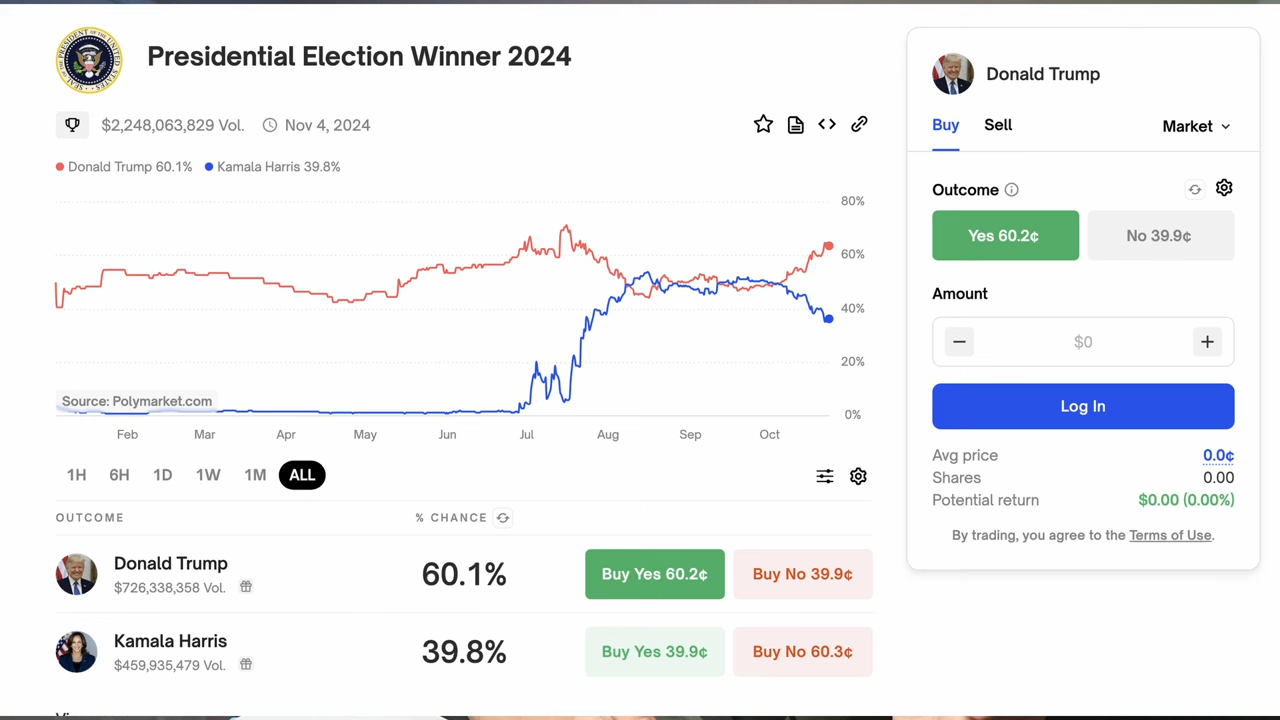 Presidential Election Winner 2024
$2,248,063,829 Vol. Nov 4, 2024
Donald Trump 60.1% Kamala Harris 39.8%
80%
60%
40%
20%
0%
Source: Polymarket.com
Feb Mar Apr May Jun Jul Aug Sep Oct
1H 6H 1D 1W 1M ALL
OUTCOME % CHANCE
Donald Trump
$726,338,358 Vol.
60.1%
Buy Yes 60.2¢ Buy No 39.9¢
Kamala Harris
$459,935,479 Vol.
39.8%
Buy Yes 39.9¢ Buy No 60.3¢
Donald Trump
Buy Sell Market
Outcome
Yes 60.2¢ No 39.9¢
Amount
$0
Log In
Avg price 0.0¢
Shares 0.00
Potential return $0.00 (0.00%)
By trading, you agree to the Terms of Use.